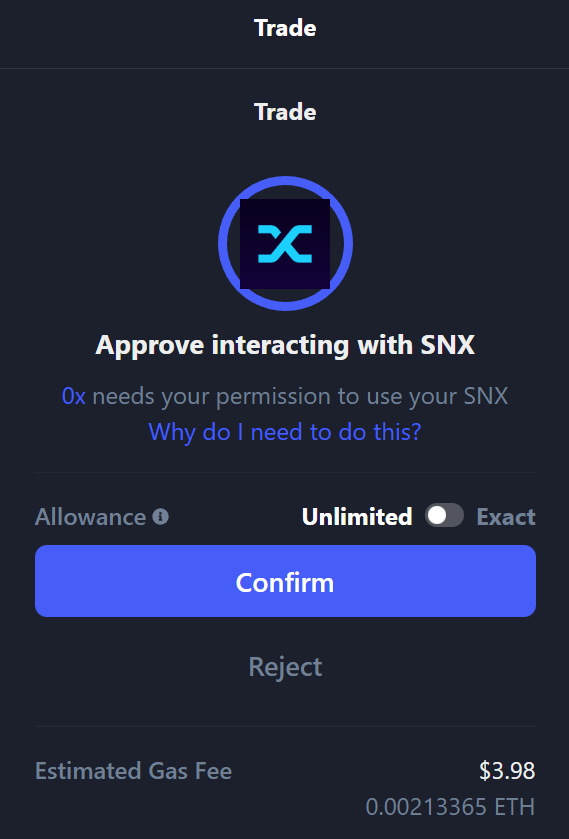 Trade
Trade
Approve interacting with SNX
0x needs your permission to use your SNX
Why do I need to do this?
Allowance Unlimited Exact
Confirm
Reject
Estimated Gas Fee $3.98
0.00213365 ETH